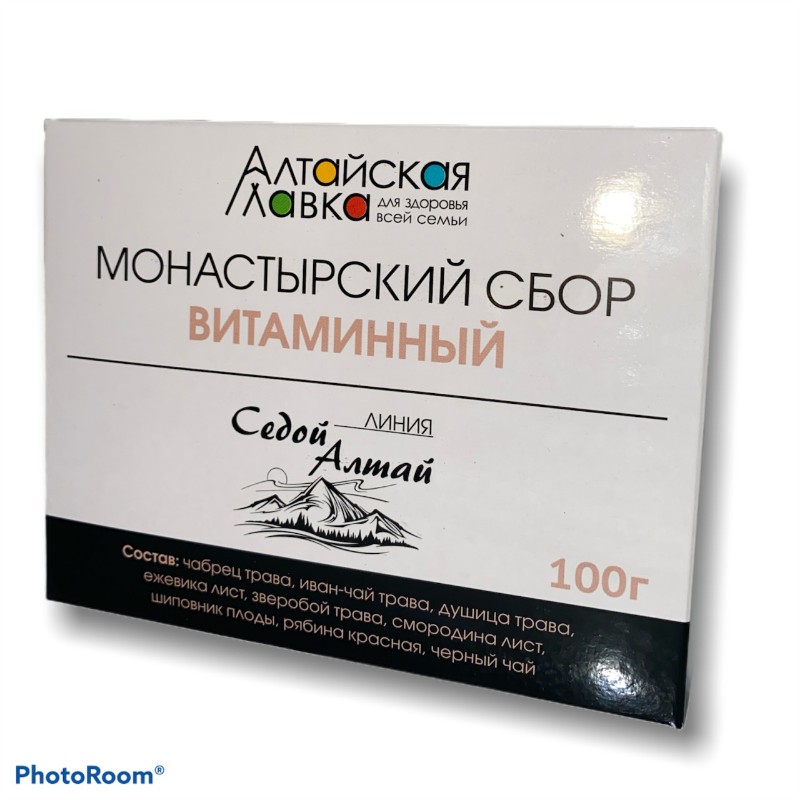 Алтайская
Лавка для здоровья
всей семьи
МОНАСТЫРСКИЙ СБОР
ВИТАМИННЫЙ
ЛИНИЯ
Седой
Алтай
100г
Состав: чабрец трава, иван-чай трава, душица трава,
ежевика лист, зверобой трава, смородина лист,
шиповник плоды, рябина красная, черный чай
PhotoRoom®